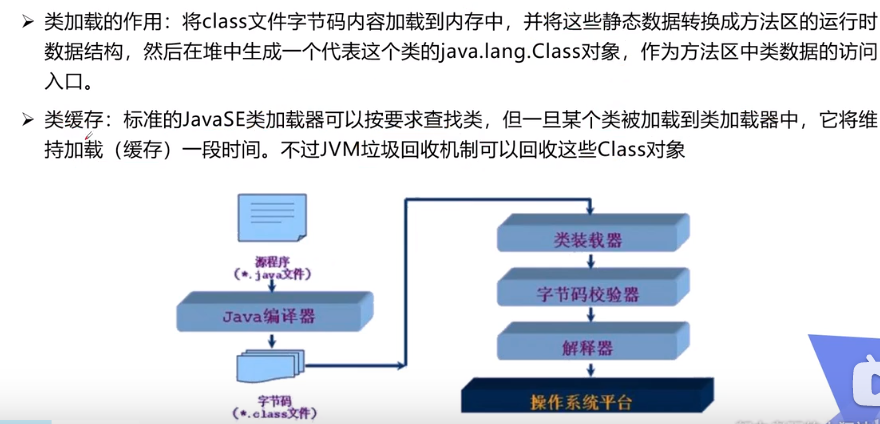 ➢ 类加载的作用：将class文件字节码内容加载到内存中，并将这些静态数据转换成方法区的运行时
数据结构，然后在堆中生成一个代表这个类的java.lang.Class对象，作为方法区中类数据的访问
入口。
➢ 类缓存：标准的JavaSE类加载器可以按要求查找类，但一旦某个类被加载到类加载器中，它将维
持加载（缓存）一段时间。不过JVM垃圾回收机制可以回收这些Class对象
源程序
（*.java文件）
Java编译器
字节码
（*.class文件）
类装载器
字节码校验器
解释器
操作系统平台